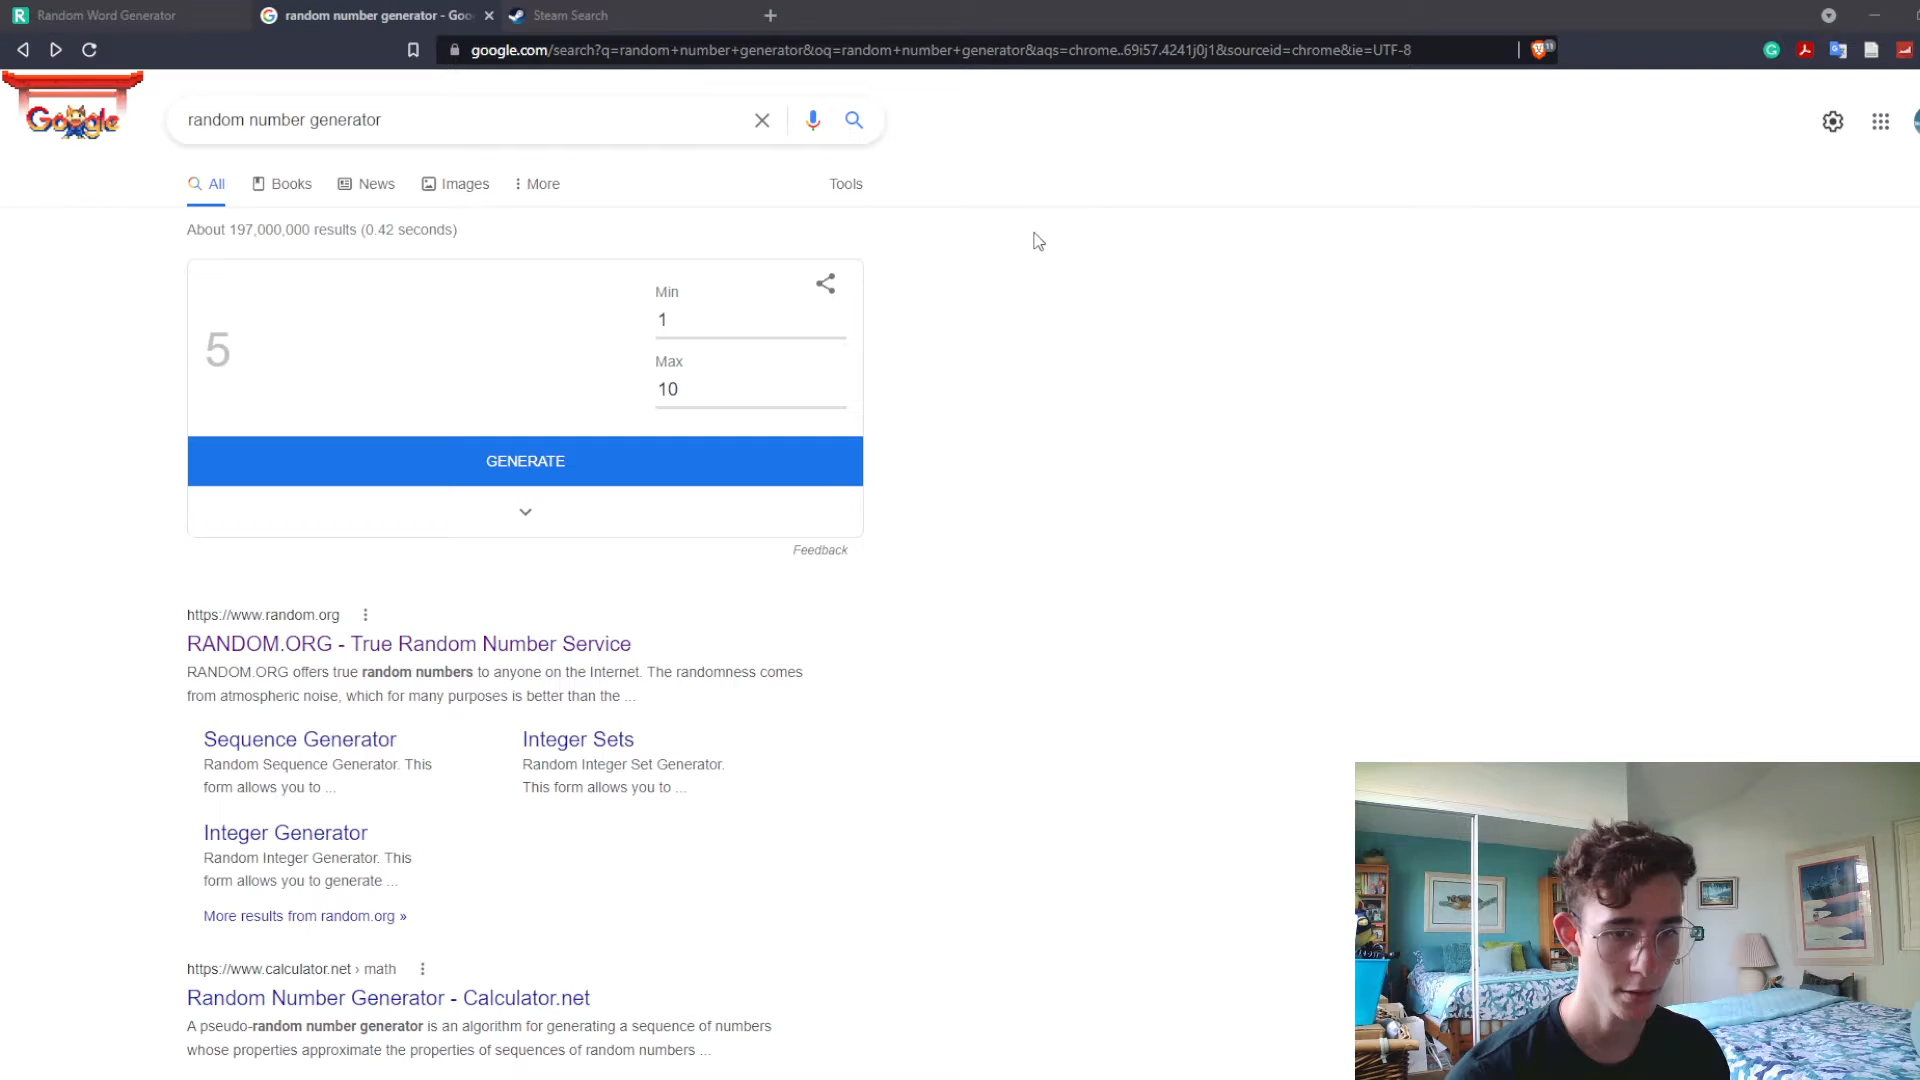 Random Word Generator
random number generator - Goo
Steam Search
google.com/search?q=random+number+generator&oq=random+number+generator&aqs=chrome..69i57.4241j0j1&sourceid=chrome&ie=UTF-8
Google
random number generator
All
Books
News
Images
More
Tools
About 197,000,000 results (0.42 seconds)
5
Min
1
Max
10
GENERATE
Feedback
https://www.random.org
RANDOM.ORG - True Random Number Service
RANDOM.ORG offers true random numbers to anyone on the Internet. The randomness comes
from atmospheric noise, which for many purposes is better than the ...
Sequence Generator
Random Sequence Generator. This
form allows you to ...
Integer Sets
Random Integer Set Generator.
This form allows you to ...
Integer Generator
Random Integer Generator. This
form allows you to generate ...
More results from random.org »
https://www.calculator.net › math
Random Number Generator - Calculator.net
A pseudo-random number generator is an algorithm for generating a sequence of numbers
whose properties approximate the properties of sequences of random numbers ...